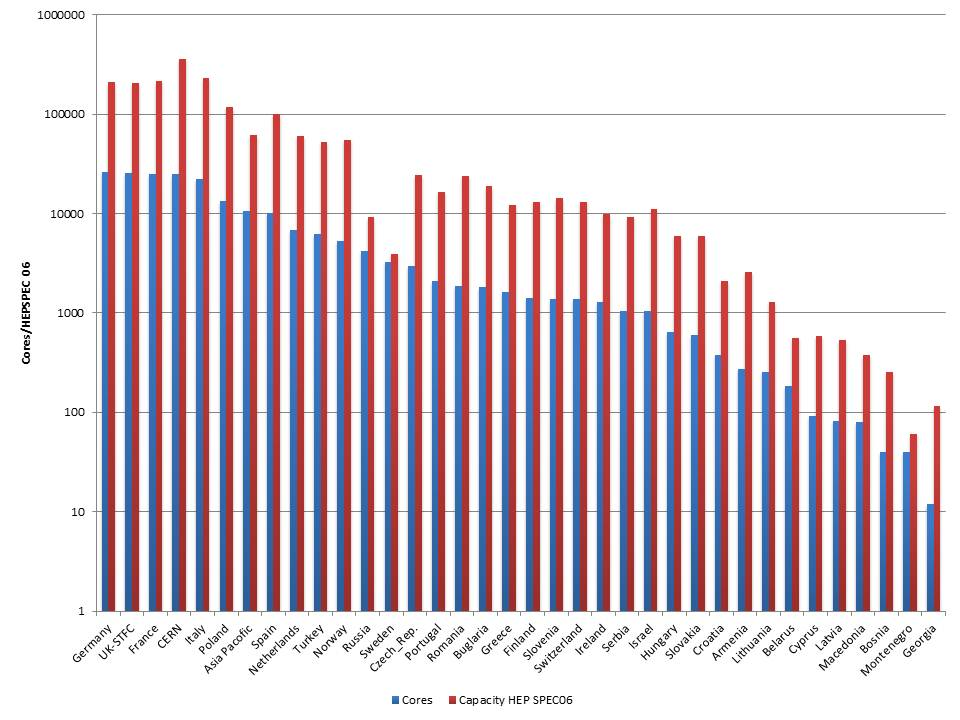 1000000
100000
10000
1000
100
10
1
Cores/HEPSPEC 06
Germany
UK-STFC
France
CERN
Italy
Poland
Asia Pacofic
Spain
Netherlands
Turkey
Norway
Russia
Sweden
Czech_Rep.
Portugal
Romania
Buglaria
Greece
Finland
Slovenia
Switzerland
Ireland
Serbia
Israel
Hungary
Slovakia
Croatia
Armenia
Lithuania
Belarus
Cyprus
Latvia
Macedonia
Bosnia
Montenegro
Georgia
Cores Capacity HEP SPEC06